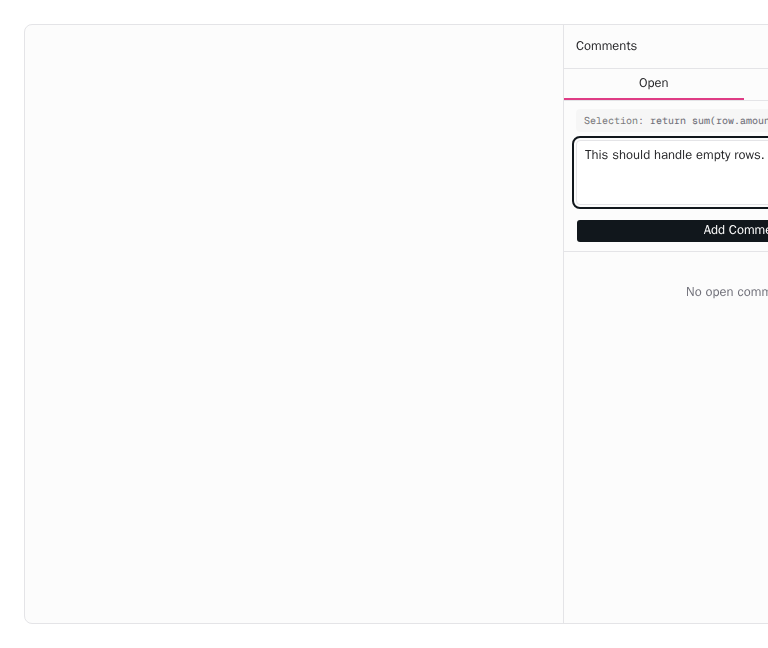 Comments
Open
Selection: return sum(row.amoun
This should handle empty rows.
Add Comme
No open comm